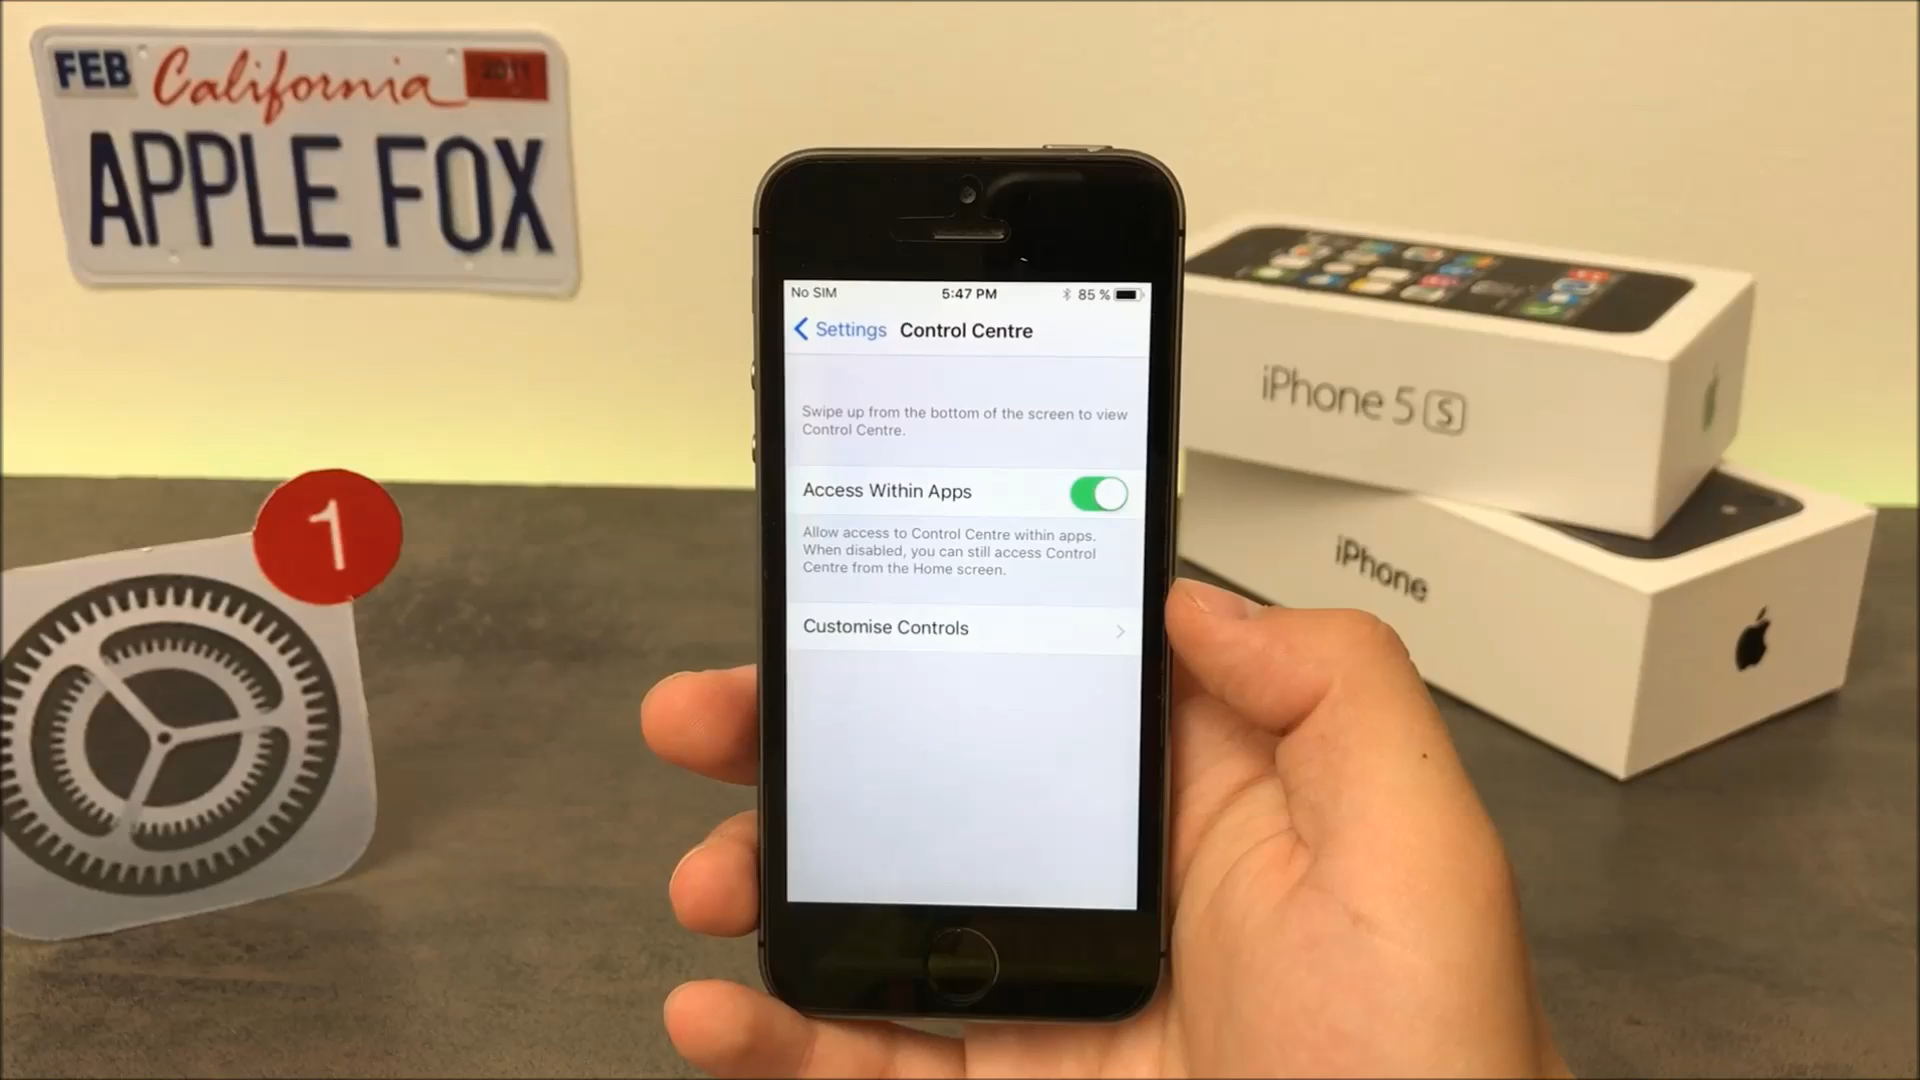 FEB California 2011
APPLE FOX
1
No SIM 5:47 PM 85 %
Settings Control Centre
Swipe up from the bottom of the screen to view
Control Centre.
Access Within Apps
Allow access to Control Centre within apps.
When disabled, you can still access Control
Centre from the Home screen.
Customise Controls
iPhone 5 S
iPhone